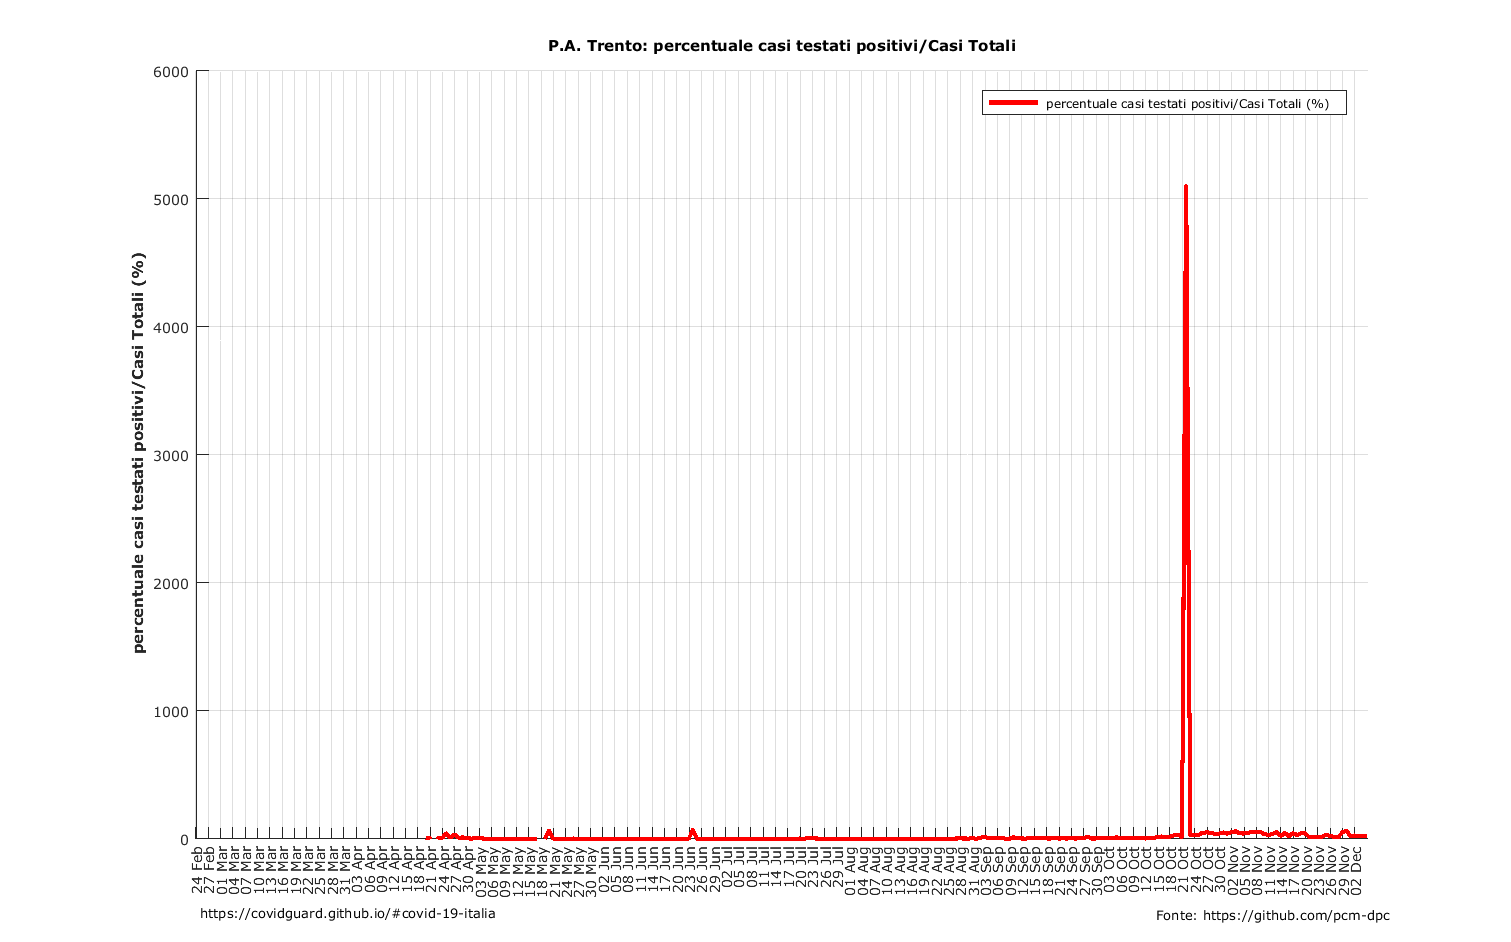 P.A. Trento: percentuale casi testati positivi/Casi Totali
percentuale casi testati positivi/Casi Totali (%)
percentuale casi testati positivi/Casi Totali (%)
6000
5000
4000
3000
2000
1000
0
24 Feb
27 Feb
01 Mar
04 Mar
07 Mar
10 Mar
13 Mar
16 Mar
19 Mar
22 Mar
25 Mar
28 Mar
31 Mar
03 Apr
06 Apr
09 Apr
12 Apr
15 Apr
18 Apr
21 Apr
24 Apr
27 Apr
30 Apr
03 May
06 May
09 May
12 May
15 May
18 May
21 May
24 May
27 May
30 May
02 Jun
05 Jun
08 Jun
11 Jun
14 Jun
17 Jun
20 Jun
23 Jun
26 Jun
29 Jun
02 Jul
05 Jul
08 Jul
11 Jul
14 Jul
17 Jul
20 Jul
23 Jul
26 Jul
29 Jul
01 Aug
04 Aug
07 Aug
10 Aug
13 Aug
16 Aug
19 Aug
22 Aug
25 Aug
28 Aug
31 Aug
03 Sep
06 Sep
09 Sep
12 Sep
15 Sep
18 Sep
21 Sep
24 Sep
27 Sep
30 Sep
03 Oct
06 Oct
09 Oct
12 Oct
15 Oct
18 Oct
21 Oct
24 Oct
27 Oct
30 Oct
02 Nov
05 Nov
08 Nov
11 Nov
14 Nov
17 Nov
20 Nov
23 Nov
26 Nov
29 Nov
02 Dec
https://covidguard.github.io/#covid-19-italia
Fonte: https://github.com/pcm-dpc